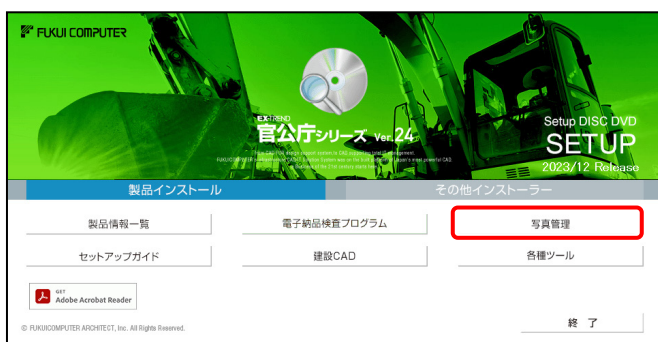 FUKUI COMPUTER
EX-TREND
官公庁シリーズ Ver.24
Setup DISC DVD
SETUP
2023/12 Release
製品インストール
その他インストーラー
製品情報一覧
電子納品検査プログラム
写真管理
セットアップガイド
建設CAD
各種ツール
GET
Adobe Acrobat Reader
© FUKUICOMPUTER ARCHITECT, Inc. All Rights Reserved.
終 了